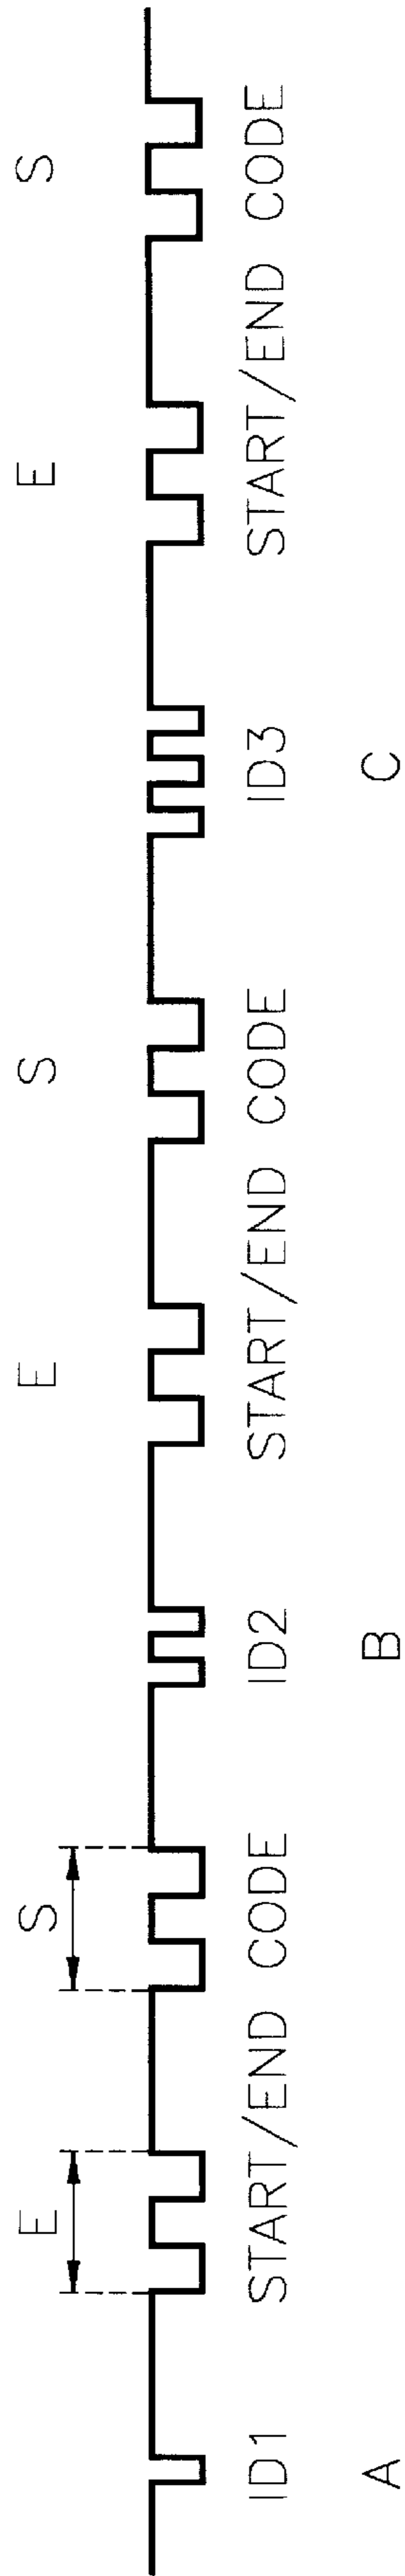 E S E S E S
ID1 START/END CODE ID2 START/END CODE ID3 START/END CODE
A B C